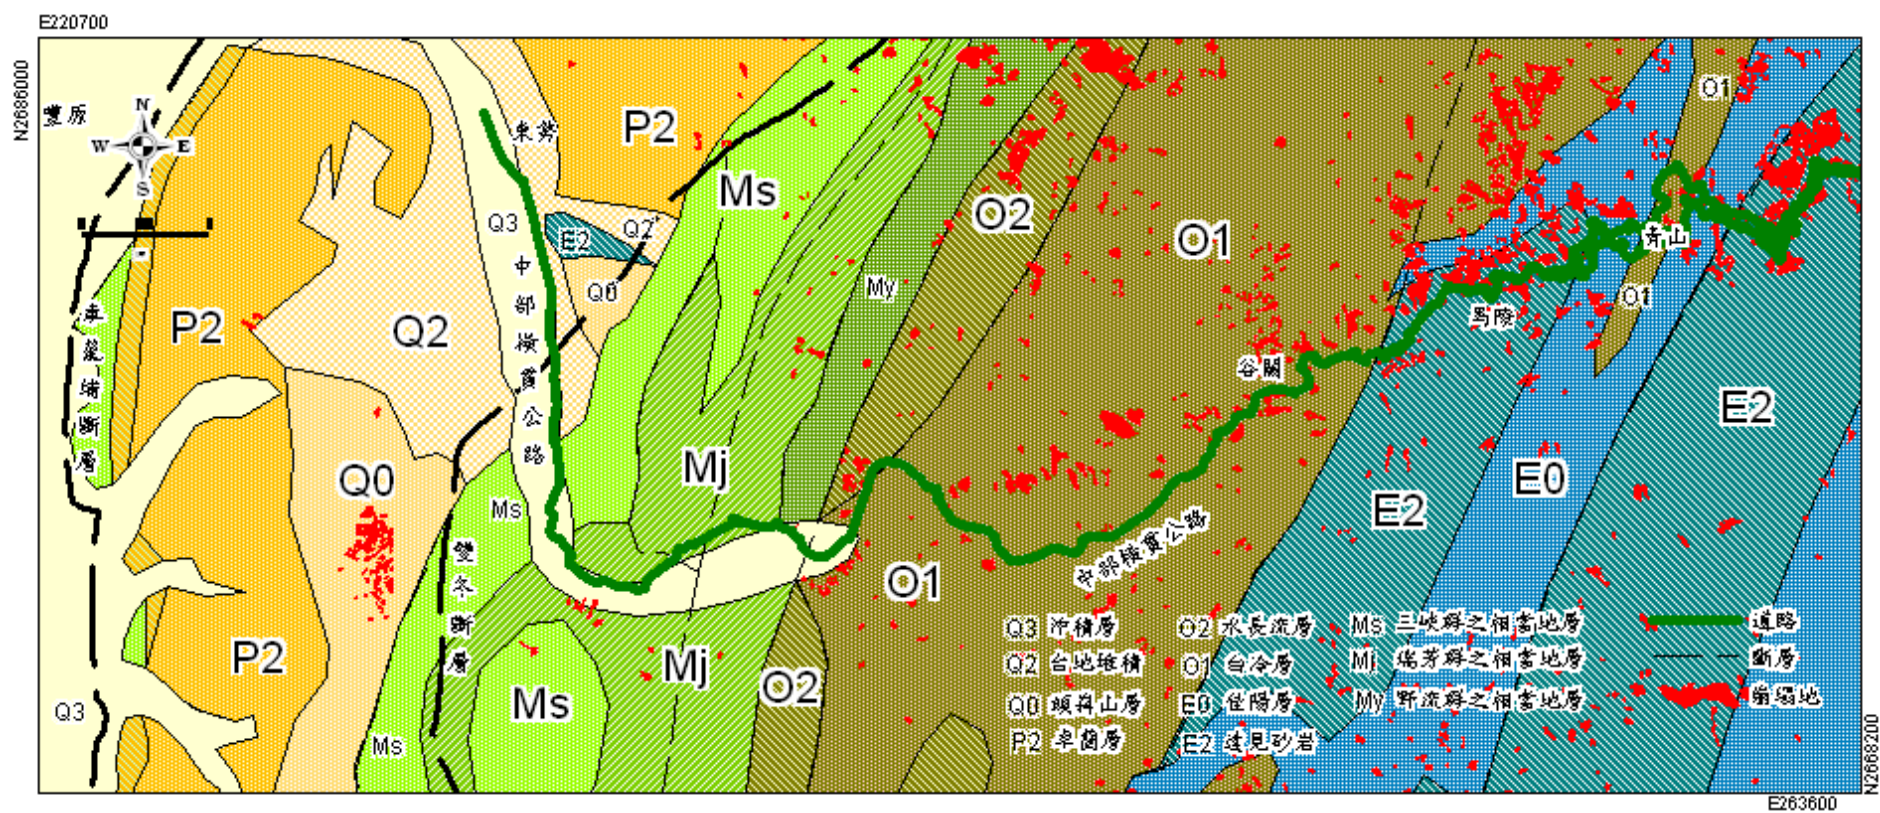 E220700
N2686000
豐原
N
W
E
S
東勢
P2
Ms
O2
O1
O1
Q3
E2
Q2
Q0
My
中部橫貫公路
青山
O1
馬陵
車籠埔斷層
P2
Q2
谷關
E2
Mj
Q0
Ms
E2
E0
雙冬斷層
中部橫貫公路
O1
P2
Ms
Mj
O2
Q3
Ms
Q3 沖積層
O2 水長流層
Ms 三峽群之相當地層
道路
Q2 台地堆積
O1 白冷層
Mj 瑞芳群之相當地層
斷層
Q0 頭嵙山層
E0 佳陽層
My 野柳群之相當地層
崩塌地
P2 卓蘭層
E2 達見砂岩
N2668200
E263600